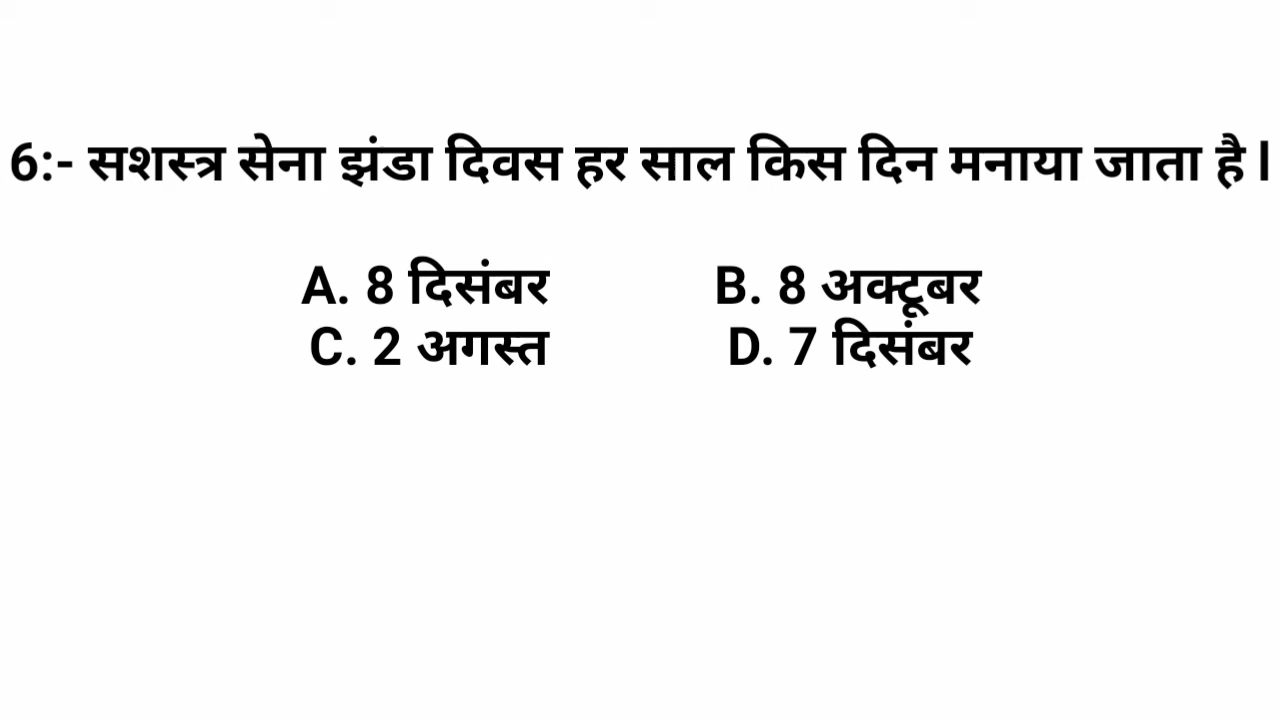 6:- सशस्त्र सेना झंडा दिवस हर साल किस दिन मनाया जाता है l
A. 8 दिसंबर B. 8 अक्टूबर
C. 2 अगस्त D. 7 दिसंबर